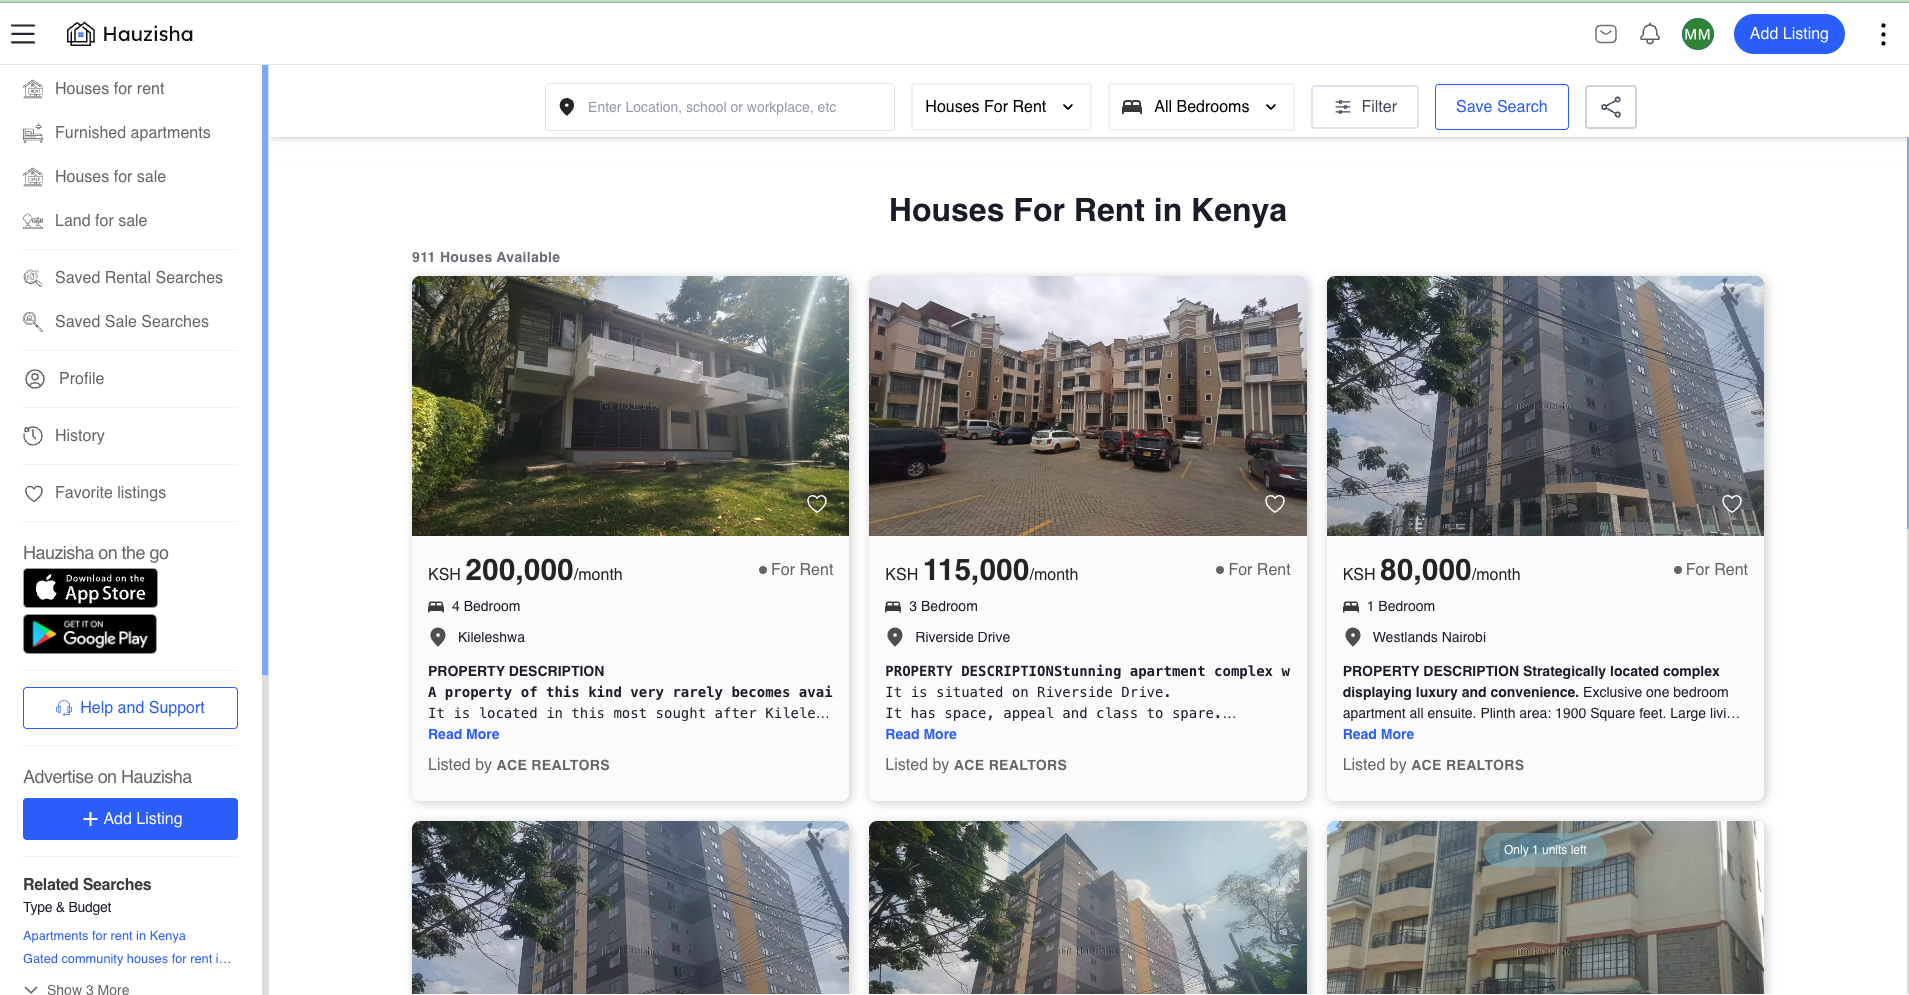 Hauzisha
MM
Add Listing
Houses for rent
Furnished apartments
Houses for sale
Land for sale
Saved Rental Searches
Saved Sale Searches
Profile
History
Favorite listings
Hauzisha on the go
Download on the
App Store
GET IT ON
Google Play
Help and Support
Advertise on Hauzisha
Add Listing
Related Searches
Type & Budget
Apartments for rent in Kenya
Gated community houses for rent i...
Show 3 More
Enter Location, school or workplace, etc
Houses For Rent
All Bedrooms
Filter
Save Search
Houses For Rent in Kenya
911 Houses Available
Hauzisha
KSH 200,000/month
For Rent
4 Bedroom
Kileleshwa
PROPERTY DESCRIPTION
A property of this kind very rarely becomes avai
It is located in this most sought after Kilele...
Read More
Listed by ACE REALTORS
Hauzisha
KSH 115,000/month
For Rent
3 Bedroom
Riverside Drive
PROPERTY DESCRIPTIONStunning apartment complex w
It is situated on Riverside Drive.
It has space, appeal and class to spare....
Read More
Listed by ACE REALTORS
Hauzisha
KSH 80,000/month
For Rent
1 Bedroom
Westlands Nairobi
PROPERTY DESCRIPTION Strategically located complex
displaying luxury and convenience. Exclusive one bedroom
apartment all ensuite. Plinth area: 1900 Square feet. Large livi...
Read More
Listed by ACE REALTORS
Hauzisha
Hauzisha
Only 1 units left
Hauzisha